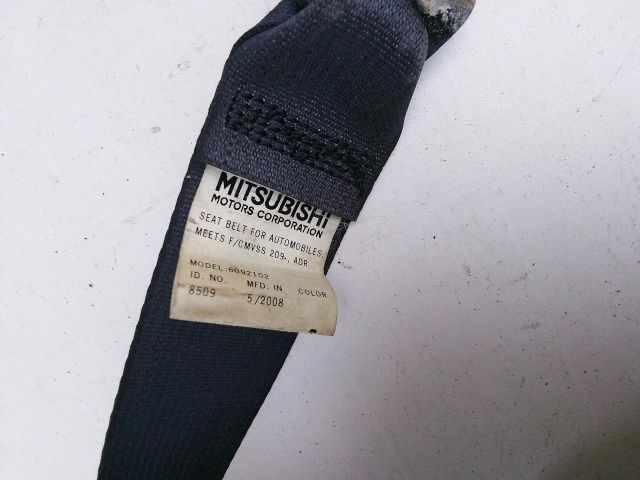 MITSUBISHI
MOTORS CORPORATION
SEAT BELT FOR AUTOMOBILES
MEETS F/CMVSS 209, ADR
MODEL:6092102
ID. NO. MFD. IN COLOR
8509 5/2008